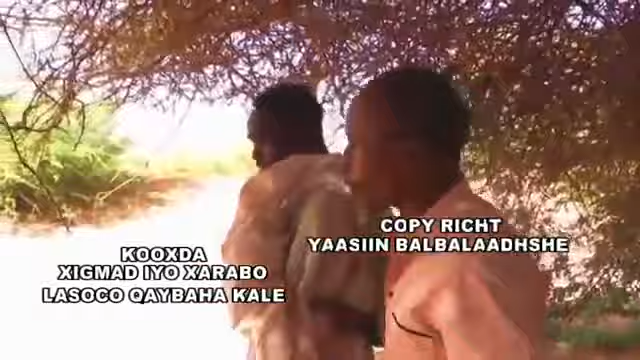 COPY RICHT
YAASIIN BALBALAADHSHE
KOOXDA
XIGMAD IYO XARABO
LASOCO QAYBAHA KALE